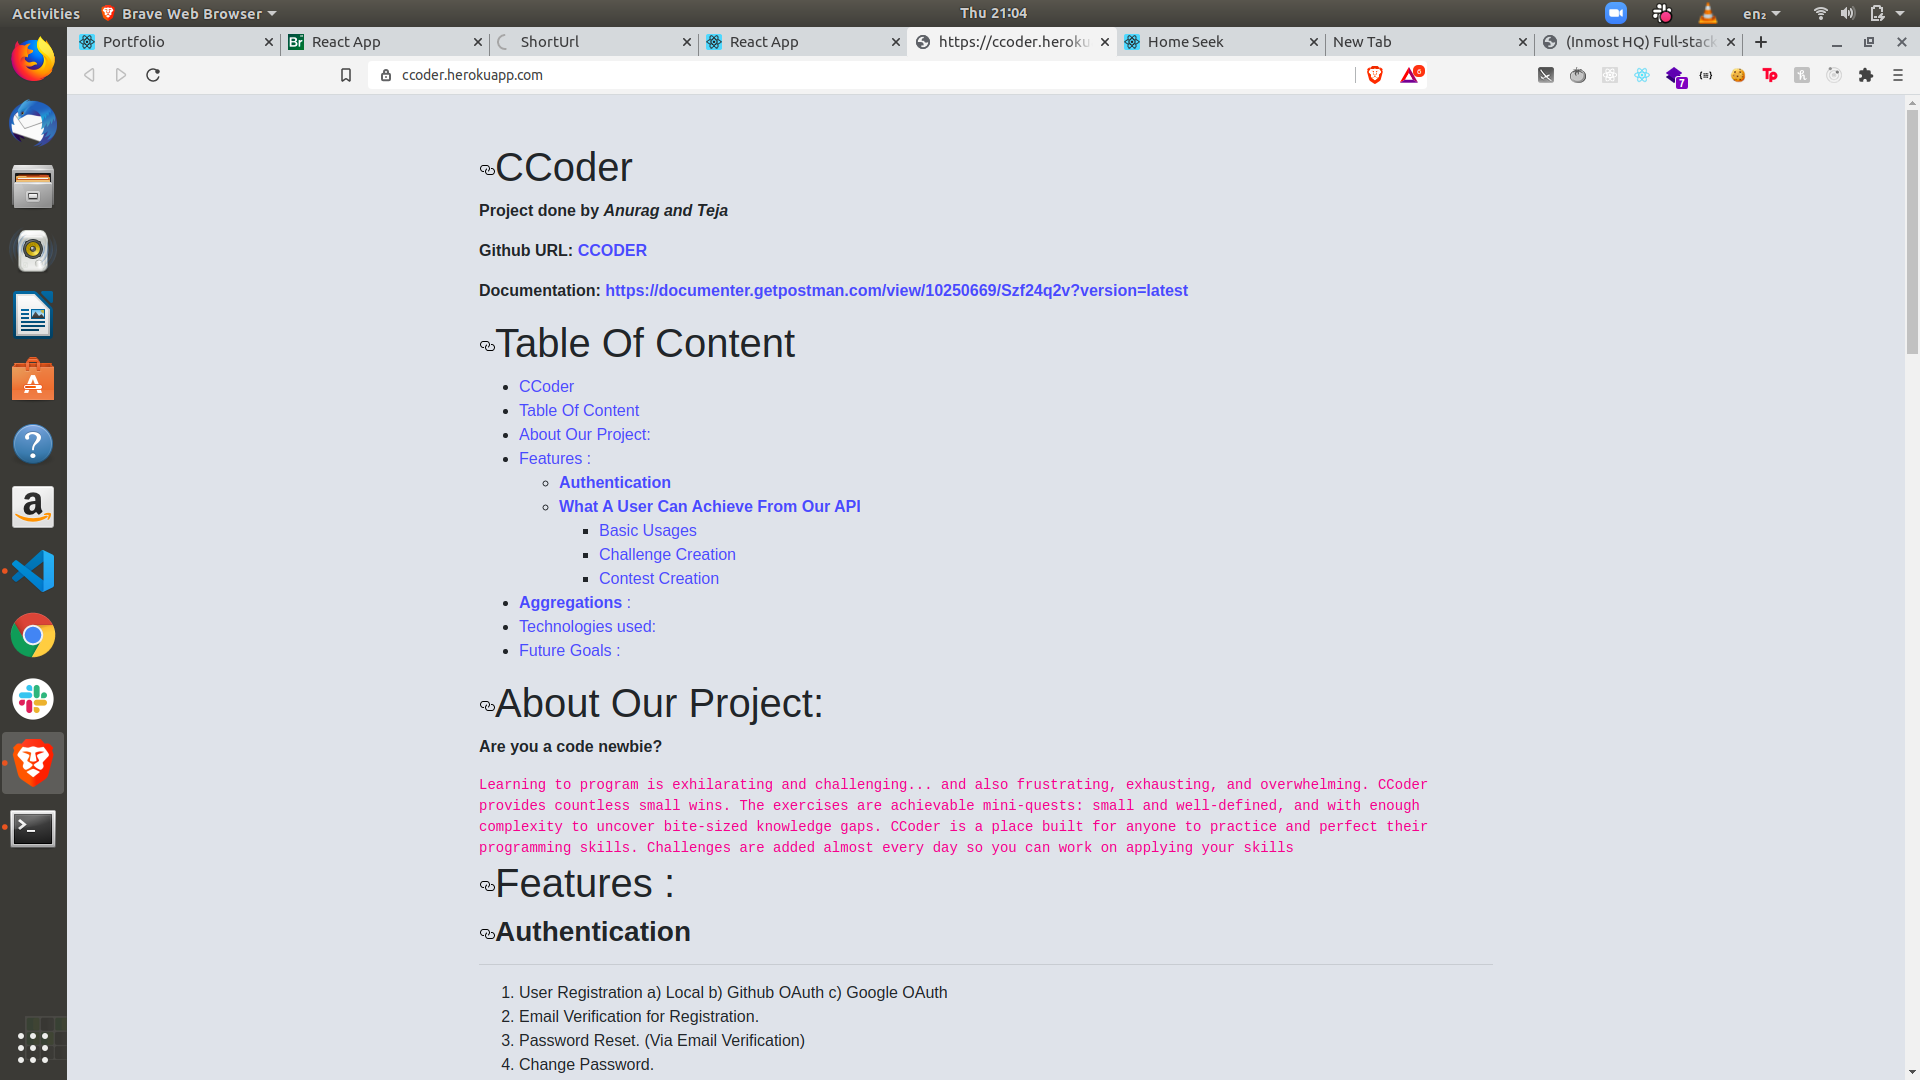 Activities
Brave Web Browser
Thu 21:04
en₂
Portfolio
React App
ShortUrl
React App
https://ccoder.heroku
Home Seek
New Tab
(Inmost HQ) Full-stack
ccoder.herokuapp.com
6
7
Tp
CCoder
Project done by Anurag and Teja
Github URL: CCODER
Documentation: https://documenter.getpostman.com/view/10250669/Szf24q2v?version=latest
Table Of Content
CCoder
Table Of Content
About Our Project:
Features :
Authentication
What A User Can Achieve From Our API
Basic Usages
Challenge Creation
Contest Creation
Aggregations :
Technologies used:
Future Goals :
About Our Project:
Are you a code newbie?
Learning to program is exhilarating and challenging... and also frustrating, exhausting, and overwhelming. CCoder
provides countless small wins. The exercises are achievable mini-quests: small and well-defined, and with enough
complexity to uncover bite-sized knowledge gaps. CCoder is a place built for anyone to practice and perfect their
programming skills. Challenges are added almost every day so you can work on applying your skills
Features :
Authentication
1. User Registration a) Local b) Github OAuth c) Google OAuth
2. Email Verification for Registration.
3. Password Reset. (Via Email Verification)
4. Change Password.